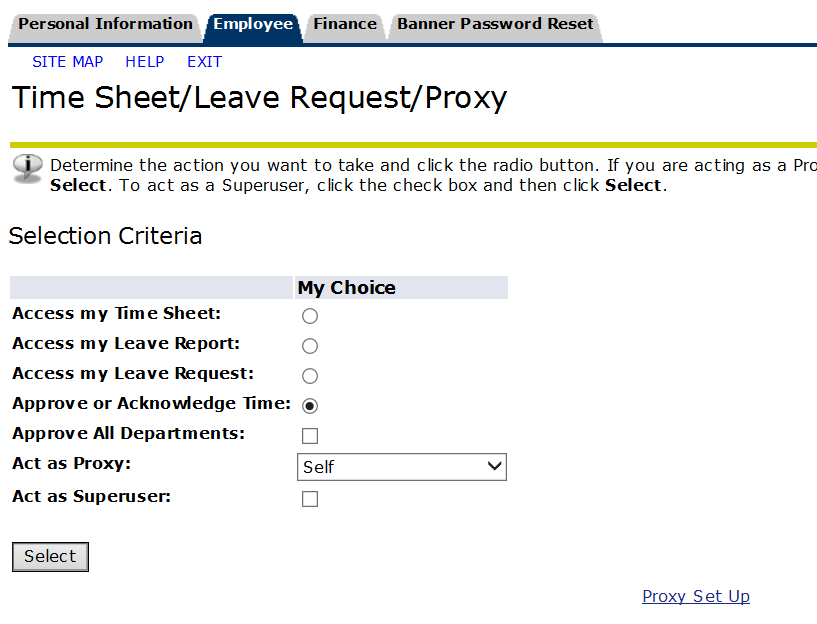 Personal Information Employee Finance Banner Password Reset
SITE MAP HELP EXIT
Time Sheet/Leave Request/Proxy
Determine the action you want to take and click the radio button. If you are acting as a Pro
Select. To act as a Superuser, click the check box and then click Select.
Selection Criteria
My Choice
Access my Time Sheet:
Access my Leave Report:
Access my Leave Request:
Approve or Acknowledge Time:
Approve All Departments:
Act as Proxy: Self
Act as Superuser:
Select
Proxy Set Up